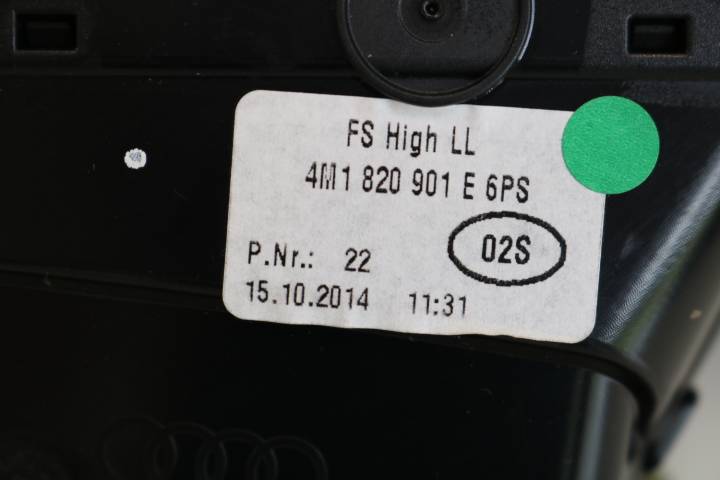 FS High LL
4M1 820 901 E 6PS
P.Nr.: 22 02S
15.10.2014 11:31